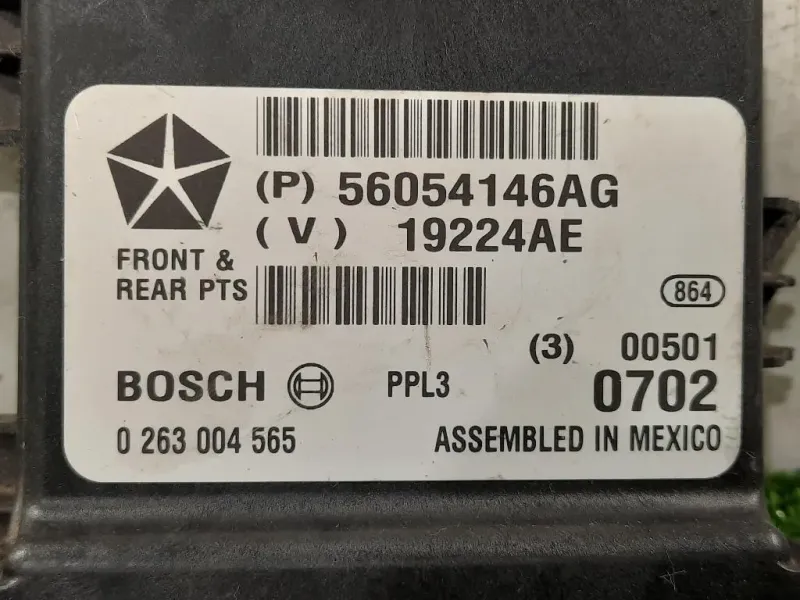 (P) 56054146AG
(V) 19224AE
FRONT &
REAR PTS
864
(3) 00501
BOSCH PPL3 0702
0 263 004 565 ASSEMBLED IN MEXICO